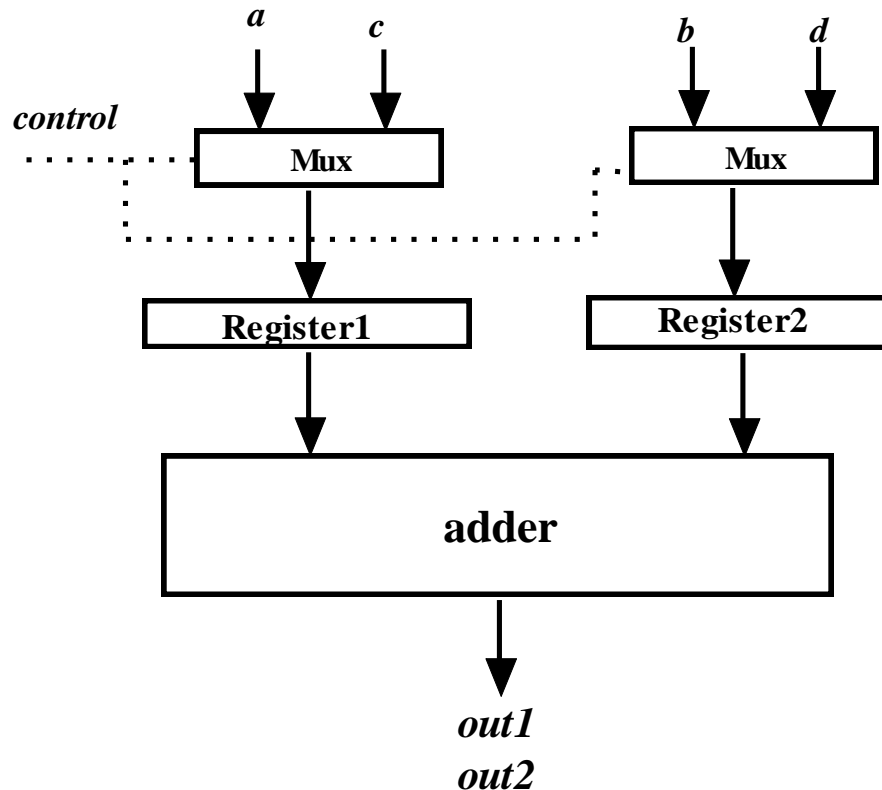 a
c
b
d
control
Mux
Mux
Register1
Register2
adder
out1
out2